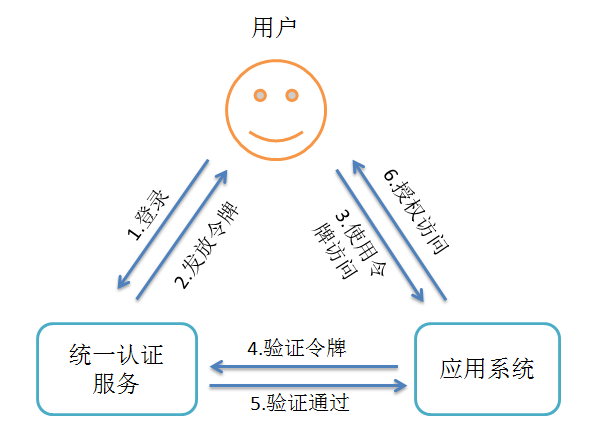 用户
1.登录
2.发放令牌
3.使用令
牌访问
6.授权访问
统一认证
服务
4.验证令牌
5.验证通过
应用系统